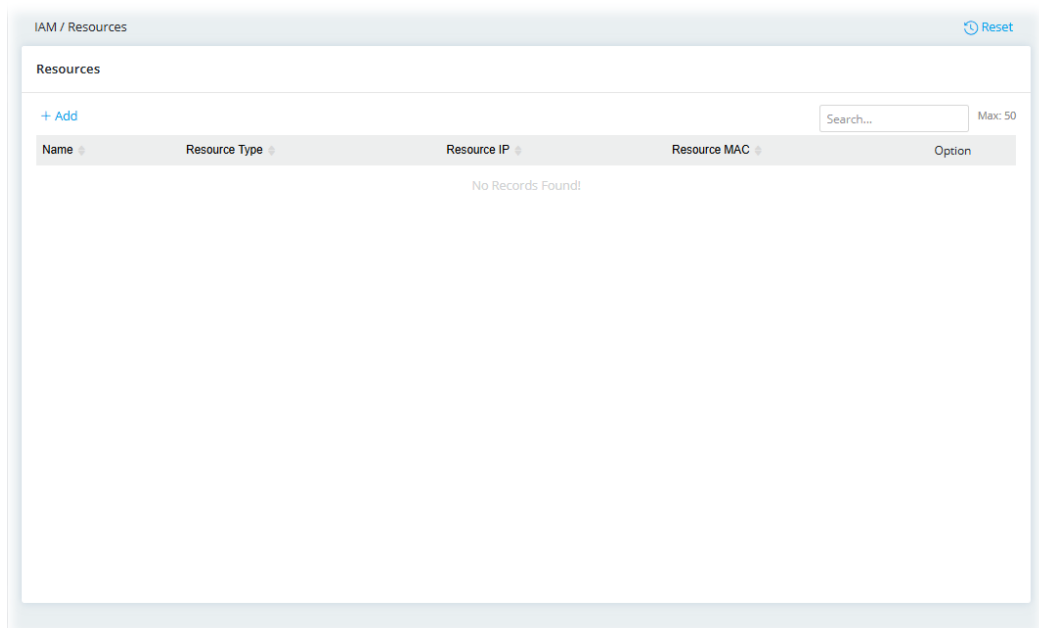 IAM / Resources Reset
Resources
+ Add Search... Max: 50
Name Resource Type Resource IP Resource MAC Option
No Records Found!